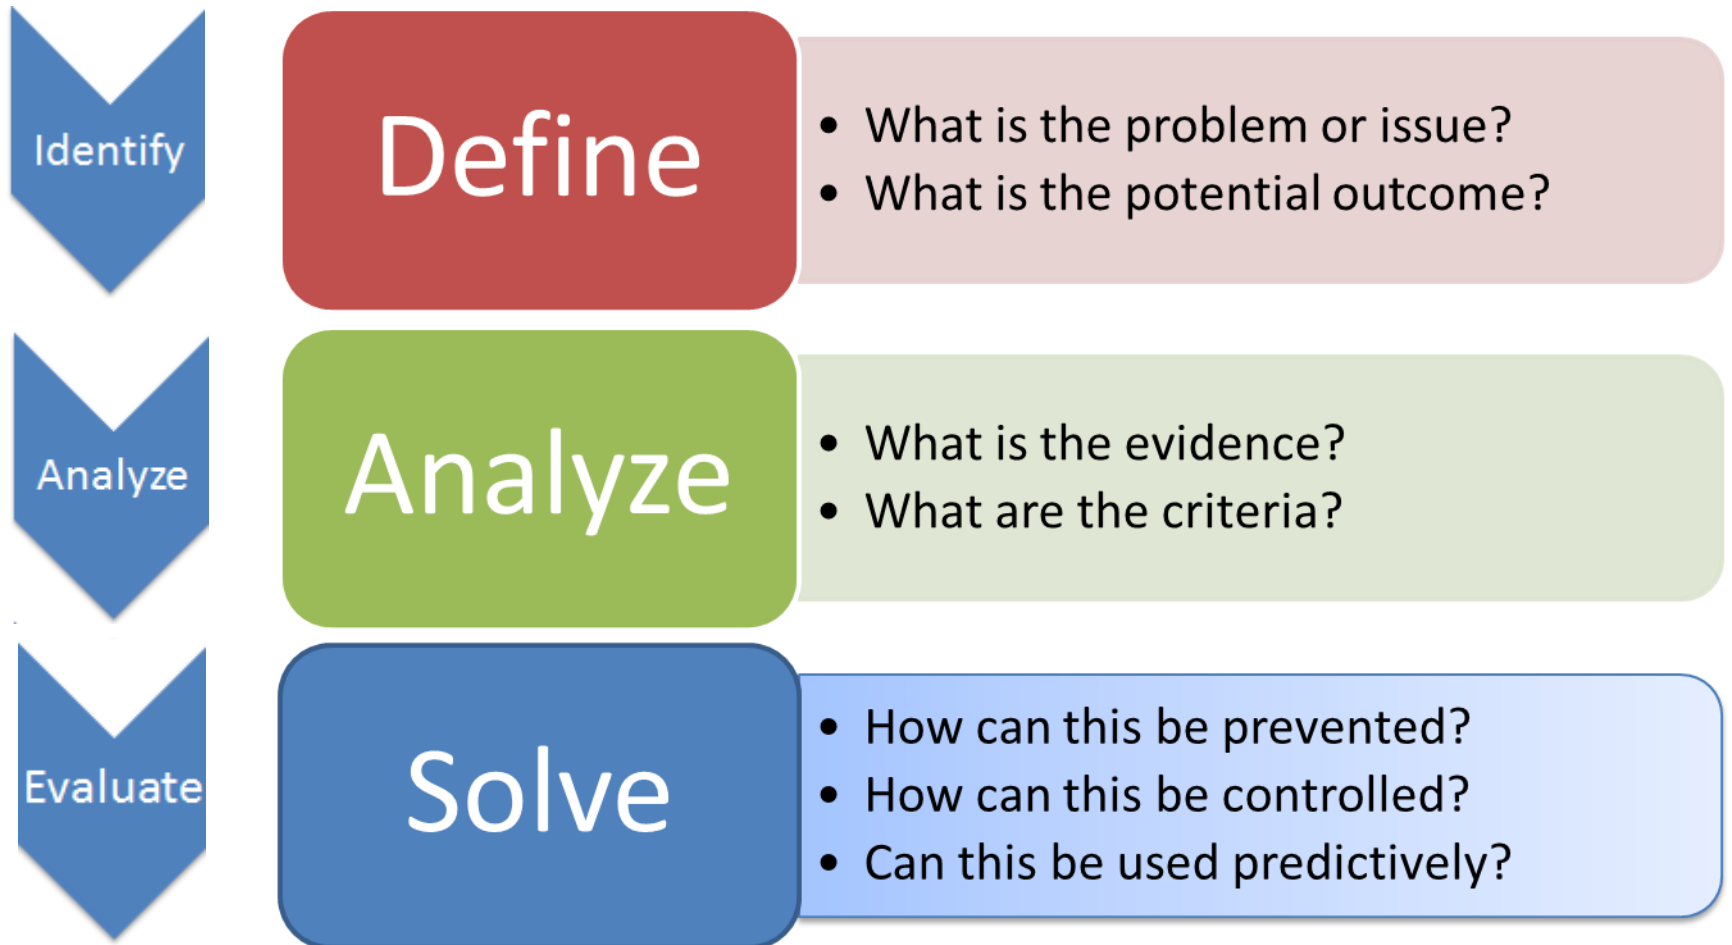 Identify
Define
• What is the problem or issue?
• What is the potential outcome?
Analyze
Analyze
• What is the evidence?
• What are the criteria?
Evaluate
Solve
• How can this be prevented?
• How can this be controlled?
• Can this be used predictively?